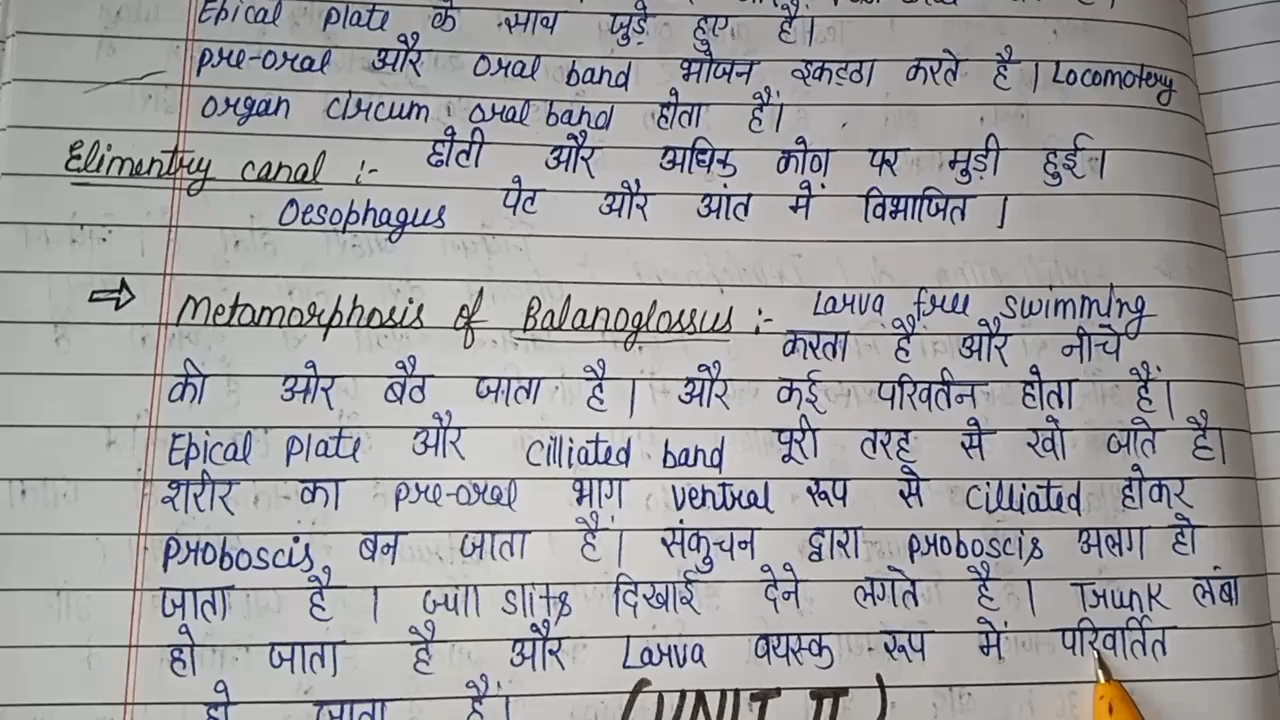 Epical plate के साथ जुड़े हुए है।
pre-oral और oral band भोजन इकठठा करते है। Locomotery
organ circum oral band होता है।
Elimentry canal :- छोटी और अधिक कोण पर मुड़ी हुई।
Oesophagus पेट और आंत में विभाजित।
⇒ Metamorphosis of Balanoglossus :- Larva free swimming
करता है और नीचे
की ओर बैठ जाता है। और कई परिवर्तन होता हैं।
Epical plate और cilliated band पूरी तरह से खो जाते है।
शरीर का pre-oral भाग ventral रूप से cilliated होकर
proboscis बन जाता है। संकुचन द्वारा proboscis अलग हो
जाता है। gill slits दिखाई देने लगते है। Trunk लंबा
हो जाता है और Larva वयस्क रूप में परिवर्तित
हो जाता है। (UNIT II)